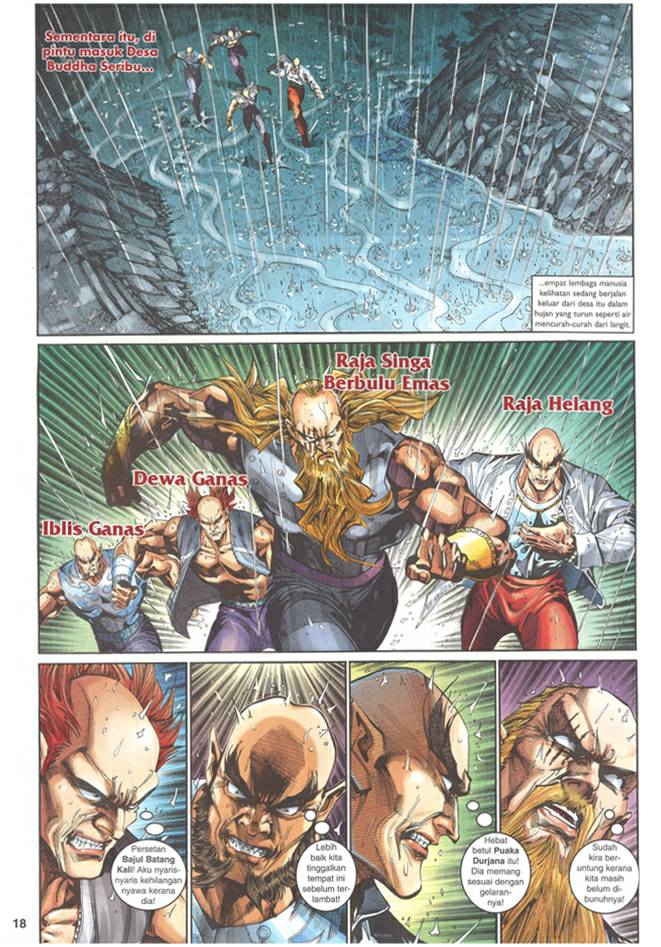 Sementara itu, di
pintu masuk Desa
Buddha Seribu...
...empat lembaga manusia
kelihatan sedang berjalan
keluar dari desa itu dalam
hujan yang turun seperti air
mencurah-curah dari langit.
Raja Singa
Berbulu Emas
Raja Helang
Dewa Ganas
Iblis Ganas
Persetan
Bajul Batang
Kali! Aku nyaris-
nyaris kehilangan
nyawa kerana
dia!
Lebih
baik kita
tinggalkan
tempat ini
sebelum ter-
lambat!
Hebat
betul Puaka
Durjana itu!
Dia memang
sesuai dengan
gelaran-
nya!
Sudah
kira ber-
untung kerana
kita masih
belum di-
bunuhnya!
18